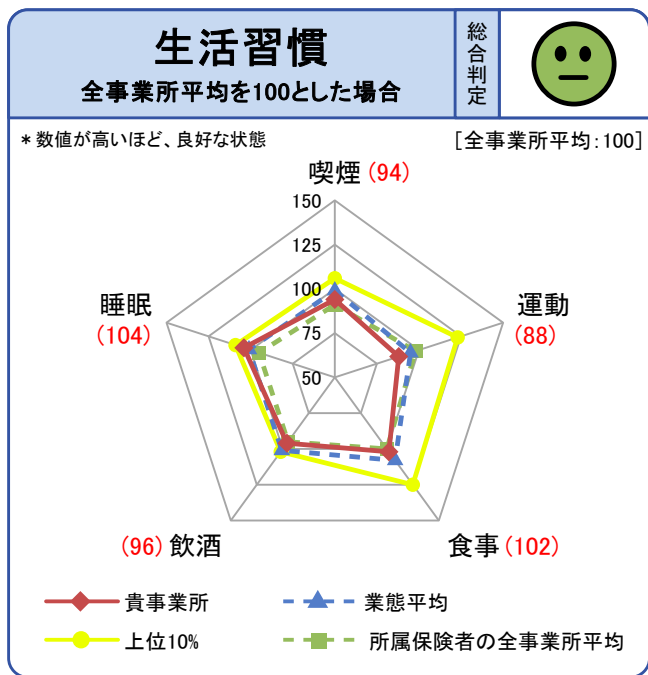 生活習慣
全事業所平均を100とした場合
総合判定
*数値が高いほど、良好な状態
[全事業所平均:100]
喫煙(94)
150
125
100
75
50
睡眠
(104)
運動
(88)
(96)飲酒
食事(102)
貴事業所
業態平均
上位10%
所属保険者の全事業所平均